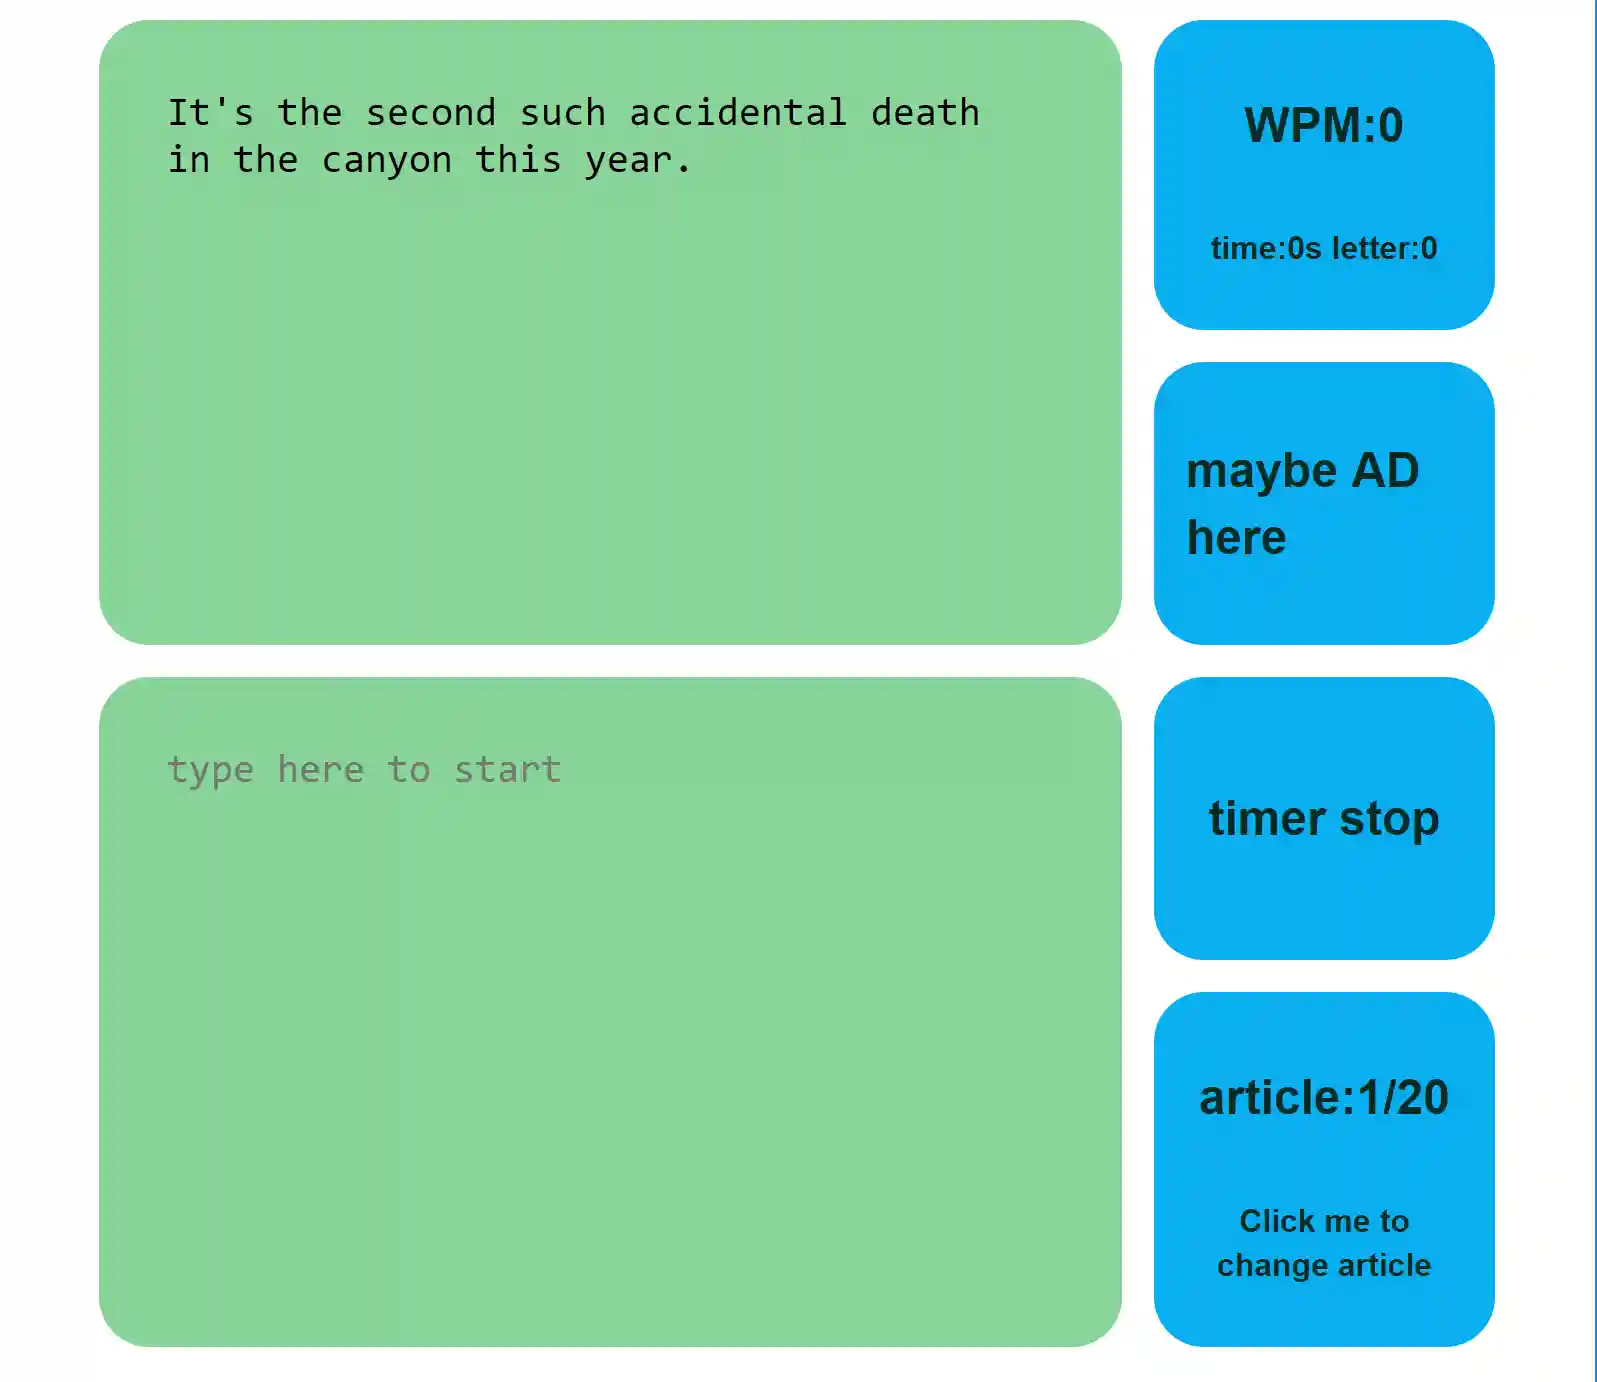 It's the second such accidental death
in the canyon this year.
WPM:0
time:0s letter:0
maybe AD
here
type here to start
timer stop
article:1/20
Click me to
change article